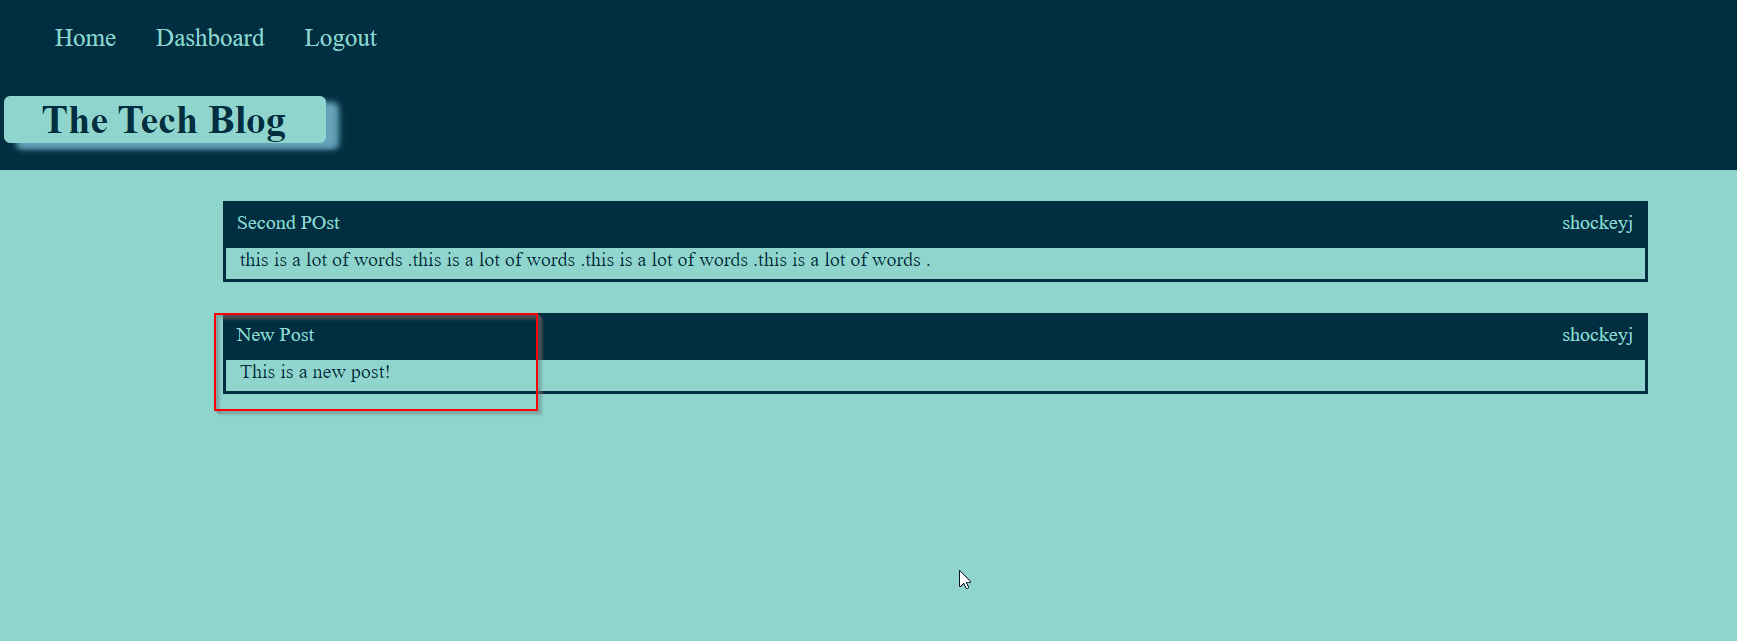 Home Dashboard Logout
The Tech Blog
Second POst shockeyj
this is a lot of words .this is a lot of words .this is a lot of words .this is a lot of words .
New Post shockeyj
This is a new post!